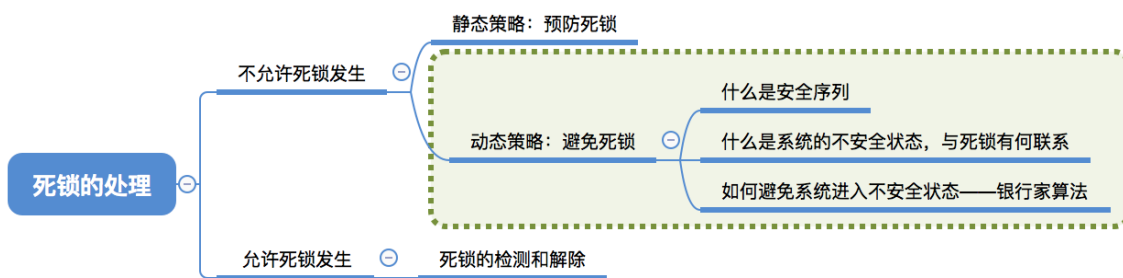 死锁的处理
不允许死锁发生
静态策略：预防死锁
动态策略：避免死锁
什么是安全序列
什么是系统的不安全状态，与死锁有何联系
如何避免系统进入不安全状态——银行家算法
允许死锁发生
死锁的检测和解除